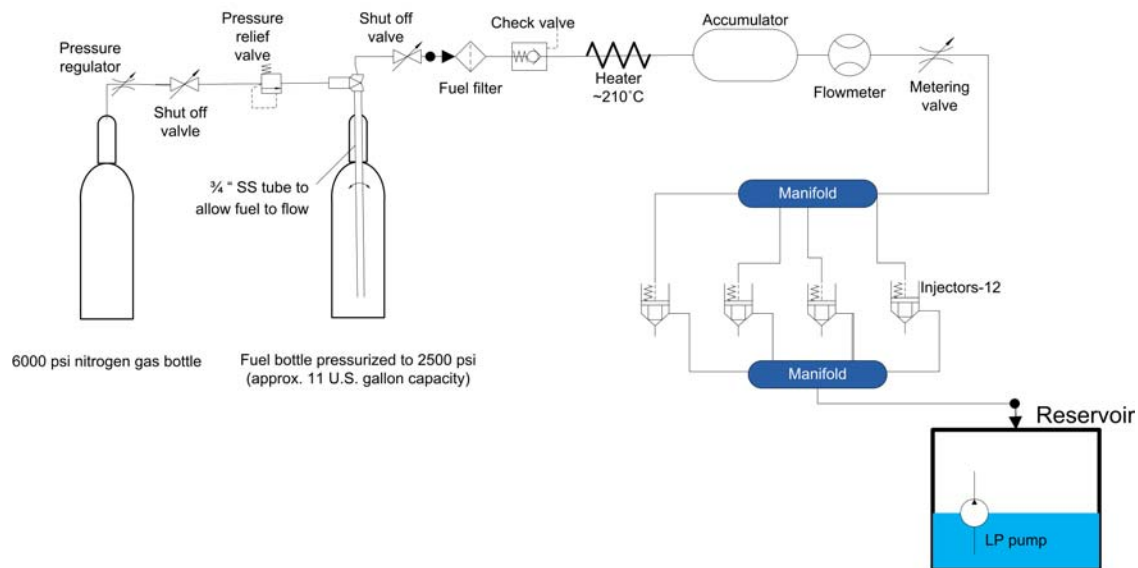 Pressure
regulator
Shut off
valvle
Pressure
relief
valve
Shut off
valve
Fuel filter
Check valve
Heater
~210˚C
Accumulator
Flowmeter
Metering
valve
¾ “ SS tube to
allow fuel to flow
Manifold
Injectors-12
Manifold
6000 psi nitrogen gas bottle
Fuel bottle pressurized to 2500 psi
(approx. 11 U.S. gallon capacity)
Reservoir
LP pump